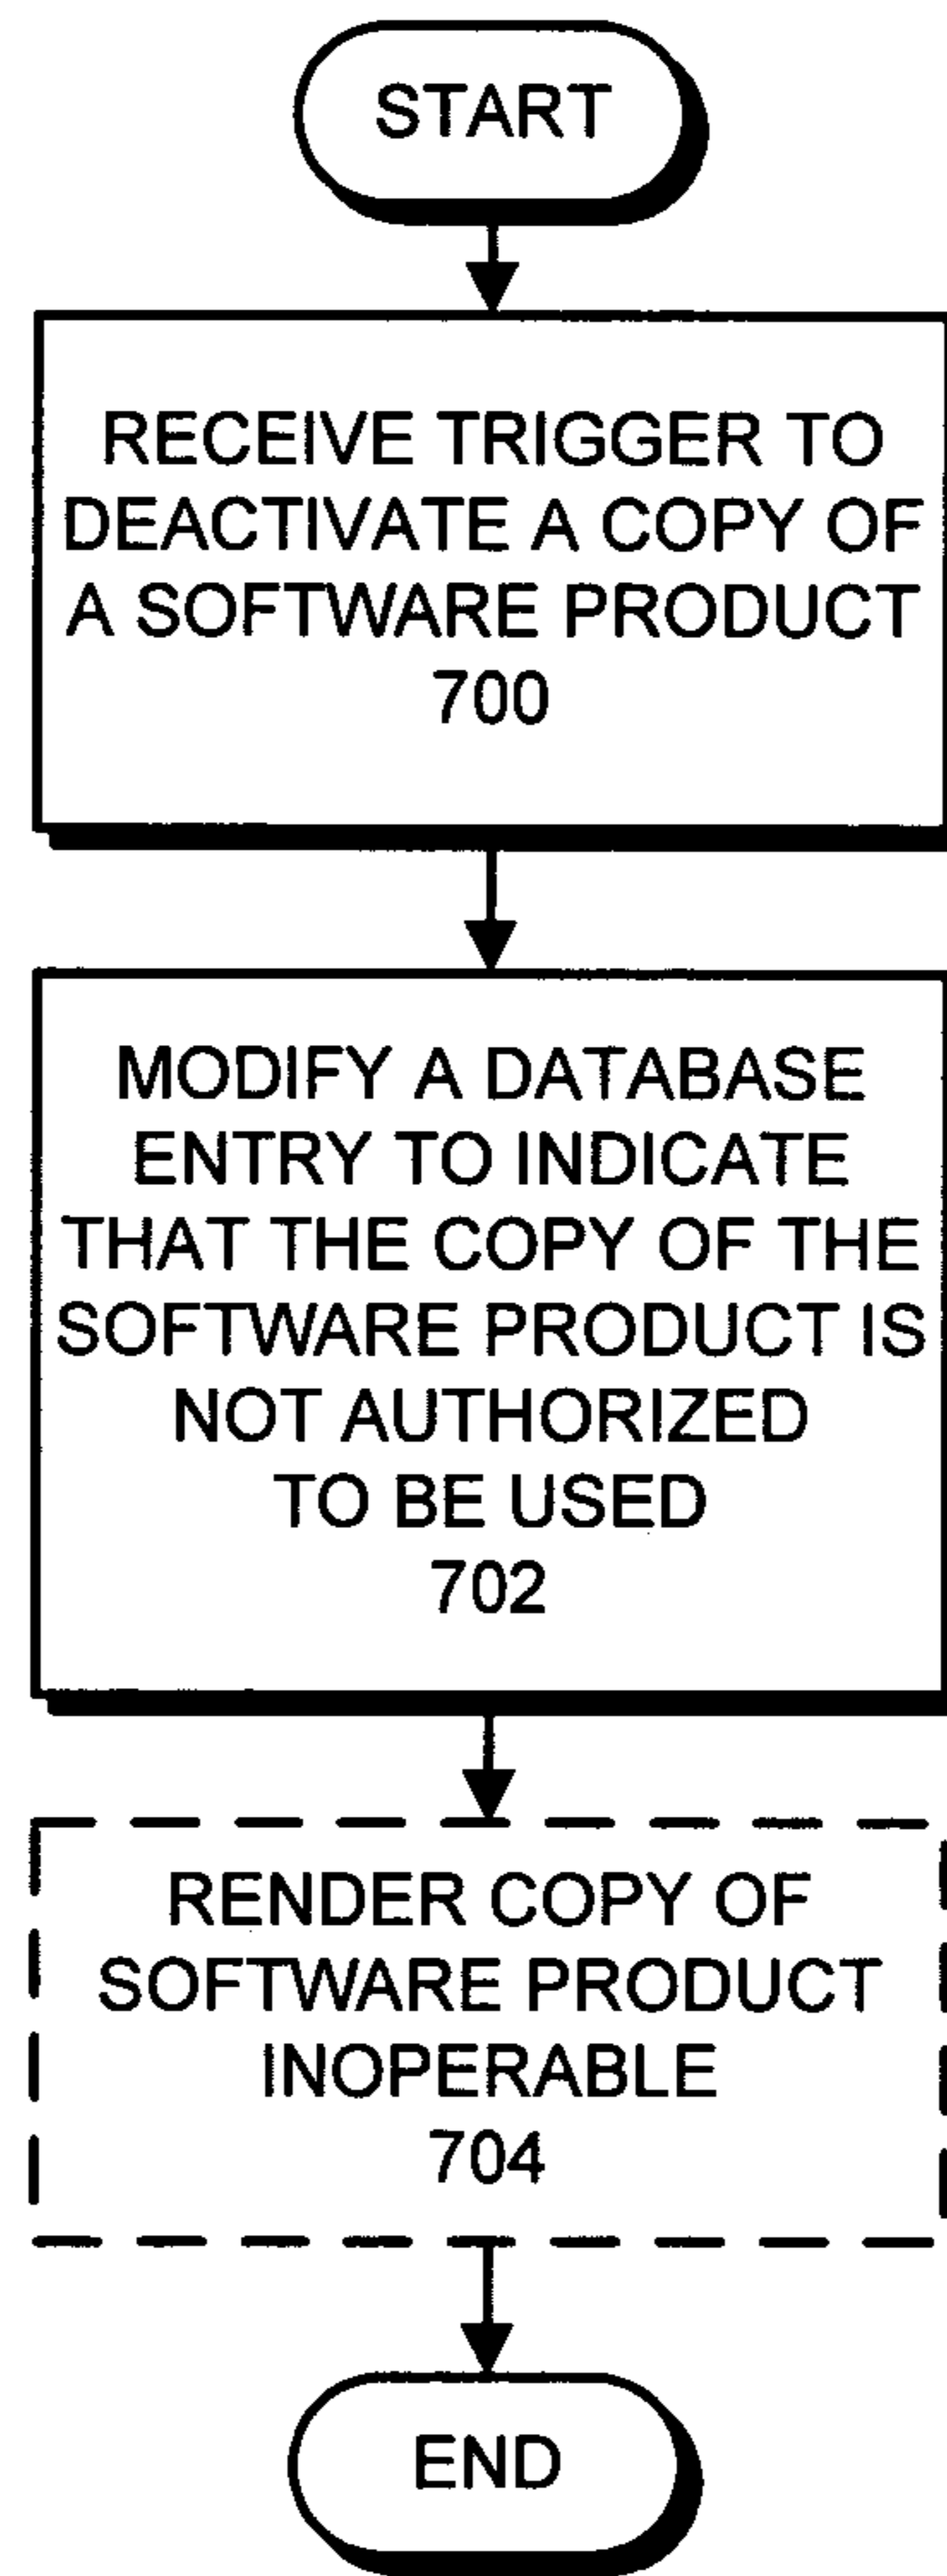 START
RECEIVE TRIGGER TO
DEACTIVATE A COPY OF
A SOFTWARE PRODUCT
700
MODIFY A DATABASE
ENTRY TO INDICATE
THAT THE COPY OF THE
SOFTWARE PRODUCT IS
NOT AUTHORIZED
TO BE USED
702
RENDER COPY OF
SOFTWARE PRODUCT
INOPERABLE
704
END